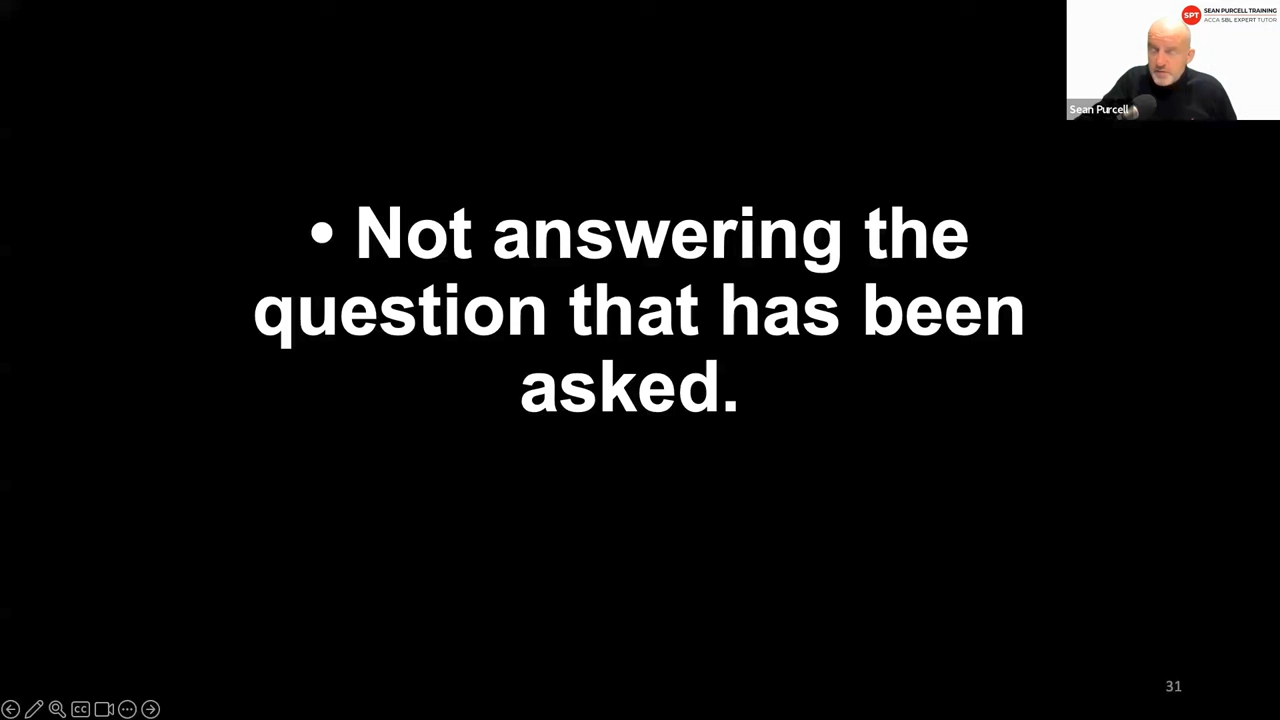 SPT
SEAN PURCELL TRAINING
ACCA SBL EXPERT TUTOR
Sean Purcell
• Not answering the
question that has been
asked.
31
CC